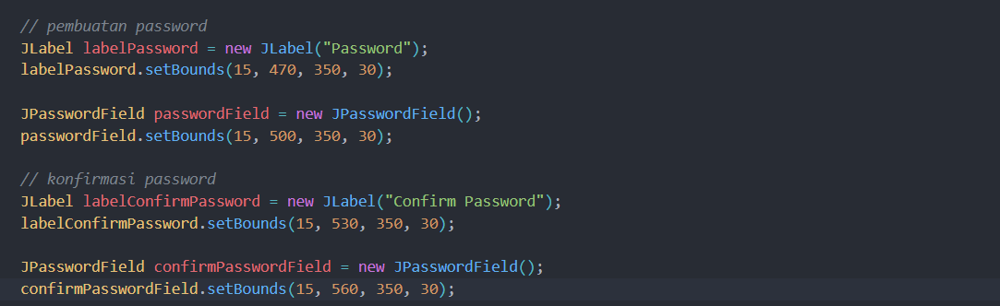 // pembuatan password
JLabel labelPassword = new JLabel("Password");
labelPassword.setBounds(15, 470, 350, 30);
JPasswordField passwordField = new JPasswordField();
passwordField.setBounds(15, 500, 350, 30);
// konfirmasi password
JLabel labelConfirmPassword = new JLabel("Confirm Password");
labelConfirmPassword.setBounds(15, 530, 350, 30);
JPasswordField confirmPasswordField = new JPasswordField();
confirmPasswordField.setBounds(15, 560, 350, 30);